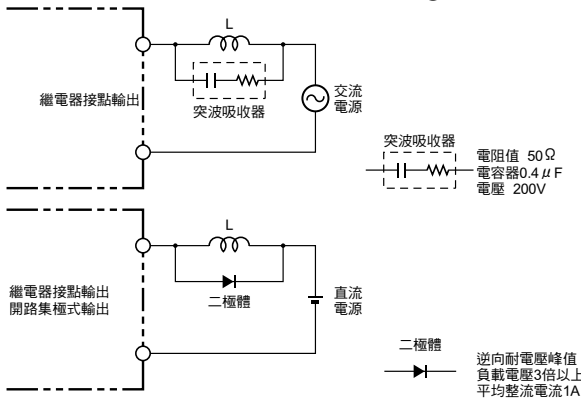 L
突波吸收器
繼電器接點輸出
交流
電源
突波吸收器
電阻值 50Ω
電容器0.4μF
電壓 200V
L
二極體
繼電器接點輸出
開路集極式輸出
直流
電源
二極體
逆向耐電壓峰值
負載電壓3倍以上
平均整流電流1A